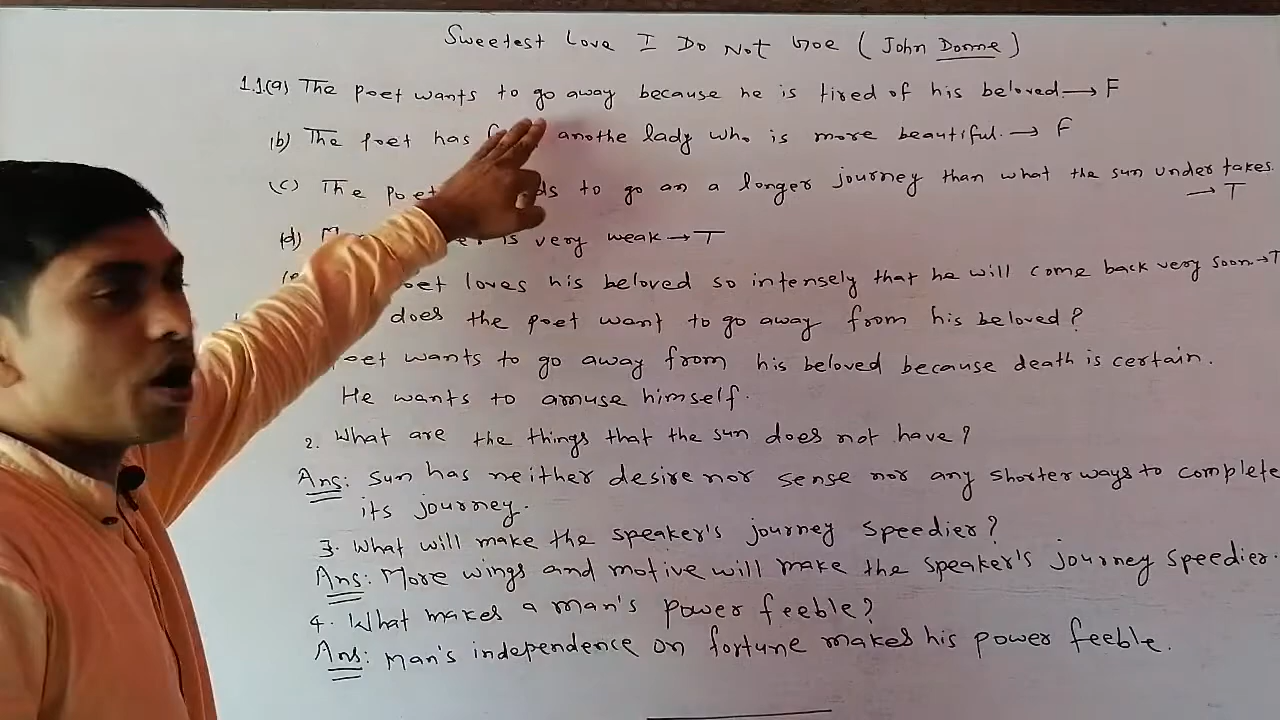 Sweetest Love I Do Not Goe (John Donne)
1.1.(a) The poet wants to go away because he is tired of his beloved. → F
(b) The poet has anothe lady who is more beautiful. → F
(c) The poet to go on a longer journey than what the sun under takes.
→ T
(d) is very weak → T
loves his beloved so intensely that he will come back very soon. → T
does the poet want to go away from his beloved?
wants to go away from his beloved because death is certain.
He wants to amuse himself.
2. What are the things that the sun does not have?
Ans: Sun has neither desire nor sense nor any shorter ways to complete
its journey.
3. What will make the speaker's journey speedier?
Ans: More wings and motive will make the speaker's journey speedier.
4. What makes a man's power feeble?
Ans: Man's independence on fortune makes his power feeble.